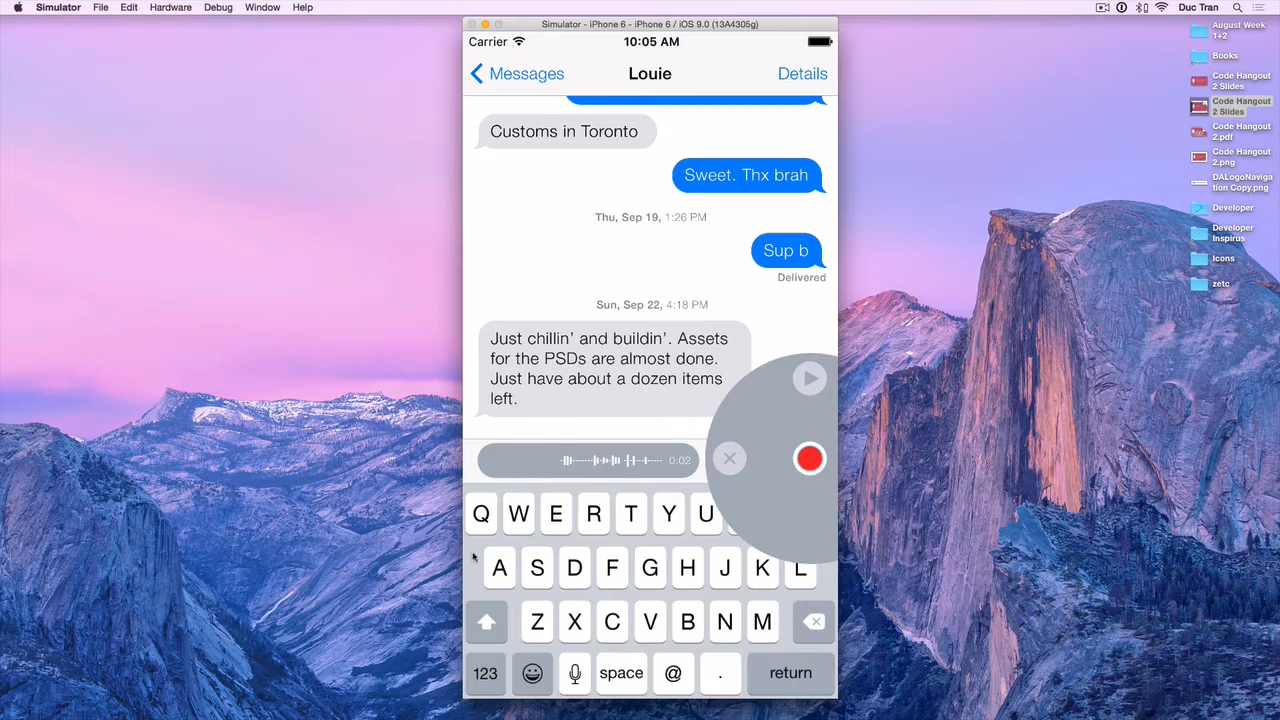 Simulator File Edit Hardware Debug Window Help Duc Tran
Simulator - iPhone 6 - iPhone 6 / iOS 9.0 (13A4305g)
Carrier 10:05 AM
Messages Louie Details
Customs in Toronto
Sweet. Thx brah
Thu, Sep 19, 1:26 PM
Sup b
Delivered
Sun, Sep 22, 4:18 PM
Just chillin’ and buildin’. Assets
for the PSDs are almost done.
Just have about a dozen items
left.
0:02
Q W E R T Y U
A S D F G H J K L
Z X C V B N M
123 space @ . return
August Week
1+2
Books
Code Hangout
2 Slides
Code Hangout
2 Slides
Code Hangout
2.pdf
Code Hangout
2.png
DALogoNaviga
tion Copy.png
Developer
Developer
Inspirus
Icons
zetc